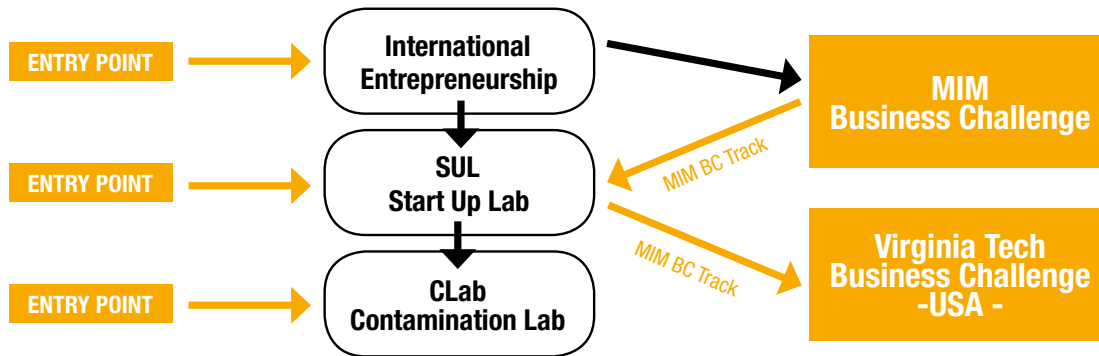 ENTRY POINT
International
Entrepreneurship
MIM
Business Challenge
MIM BC Track
ENTRY POINT
SUL
Start Up Lab
MIM BC Track
Virginia Tech
Business Challenge
-USA -
ENTRY POINT
CLab
Contamination Lab